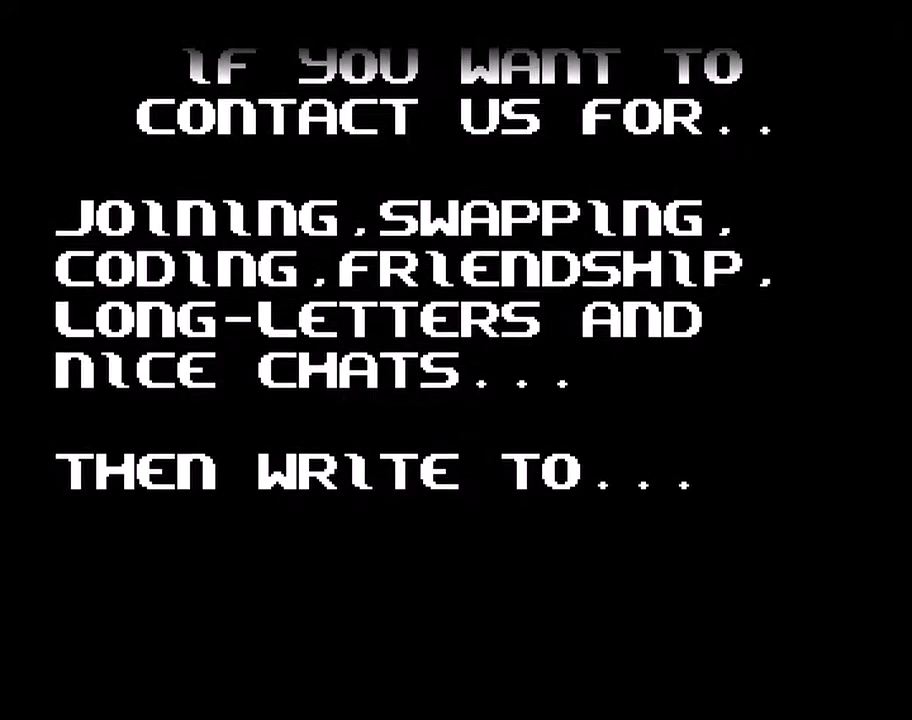 IF YOU WANT TO
CONTACT US FOR..
JOINING,SWAPPING,
CODING,FRIENDSHIP,
LONG-LETTERS AND
NICE CHATS...
THEN WRITE TO...